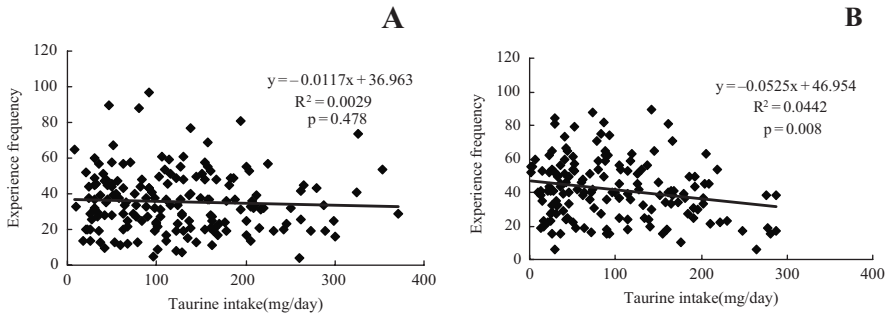 A
120
100
80
60
40
20
0
0
100
200
300
400
Experience frequency
Taurine intake(mg/day)
y=−0.0117x+36.963
R² = 0.0029
p=0.478
B
120
100
80
60
40
20
0
0
100
200
300
400
Experience frequency
Taurine intake(mg/day)
y=−0.0525x+46.954
R² = 0.0442
p=0.008